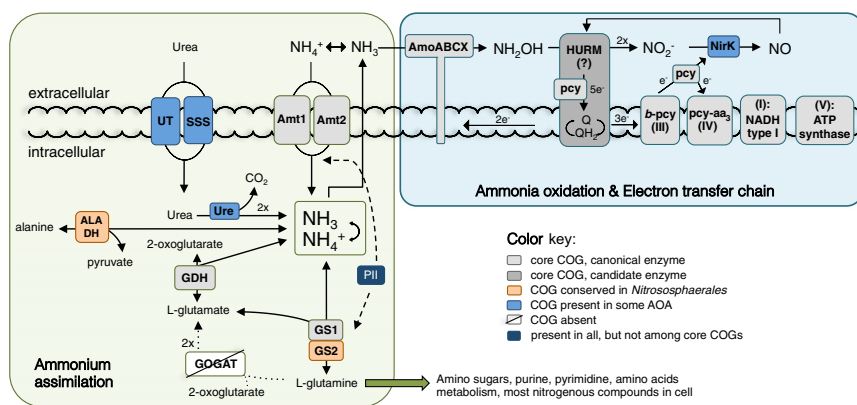 Urea
NH4+ ↔ NH3
AmoABCX
NH2OH
HURM
(?)
2x
NO2-
NirK
NO
pcy
5e-
e-
pcy
e-
extracellular
intracellular
UT
SSS
Amt1
Amt2
2e-
Q
QH2
3e-
b-pcy
(III)
pcy-aa3
(IV)
(I):
NADH
type I
(V):
ATP
synthase
Ammonia oxidation & Electron transfer chain
CO2
Urea
Ure
2x
NH3
NH4+
alanine
ALA
DH
pyruvate
2-oxoglutarate
GDH
L-glutamate
PII
GS1
GS2
2x
GOGAT
2-oxoglutarate
L-glutamine
Ammonium
assimilation
Amino sugars, purine, pyrimidine, amino acids
metabolism, most nitrogenous compounds in cell
Color key:
core COG, canonical enzyme
core COG, candidate enzyme
COG conserved in Nitrososphaerales
COG present in some AOA
COG absent
present in all, but not among core COGs